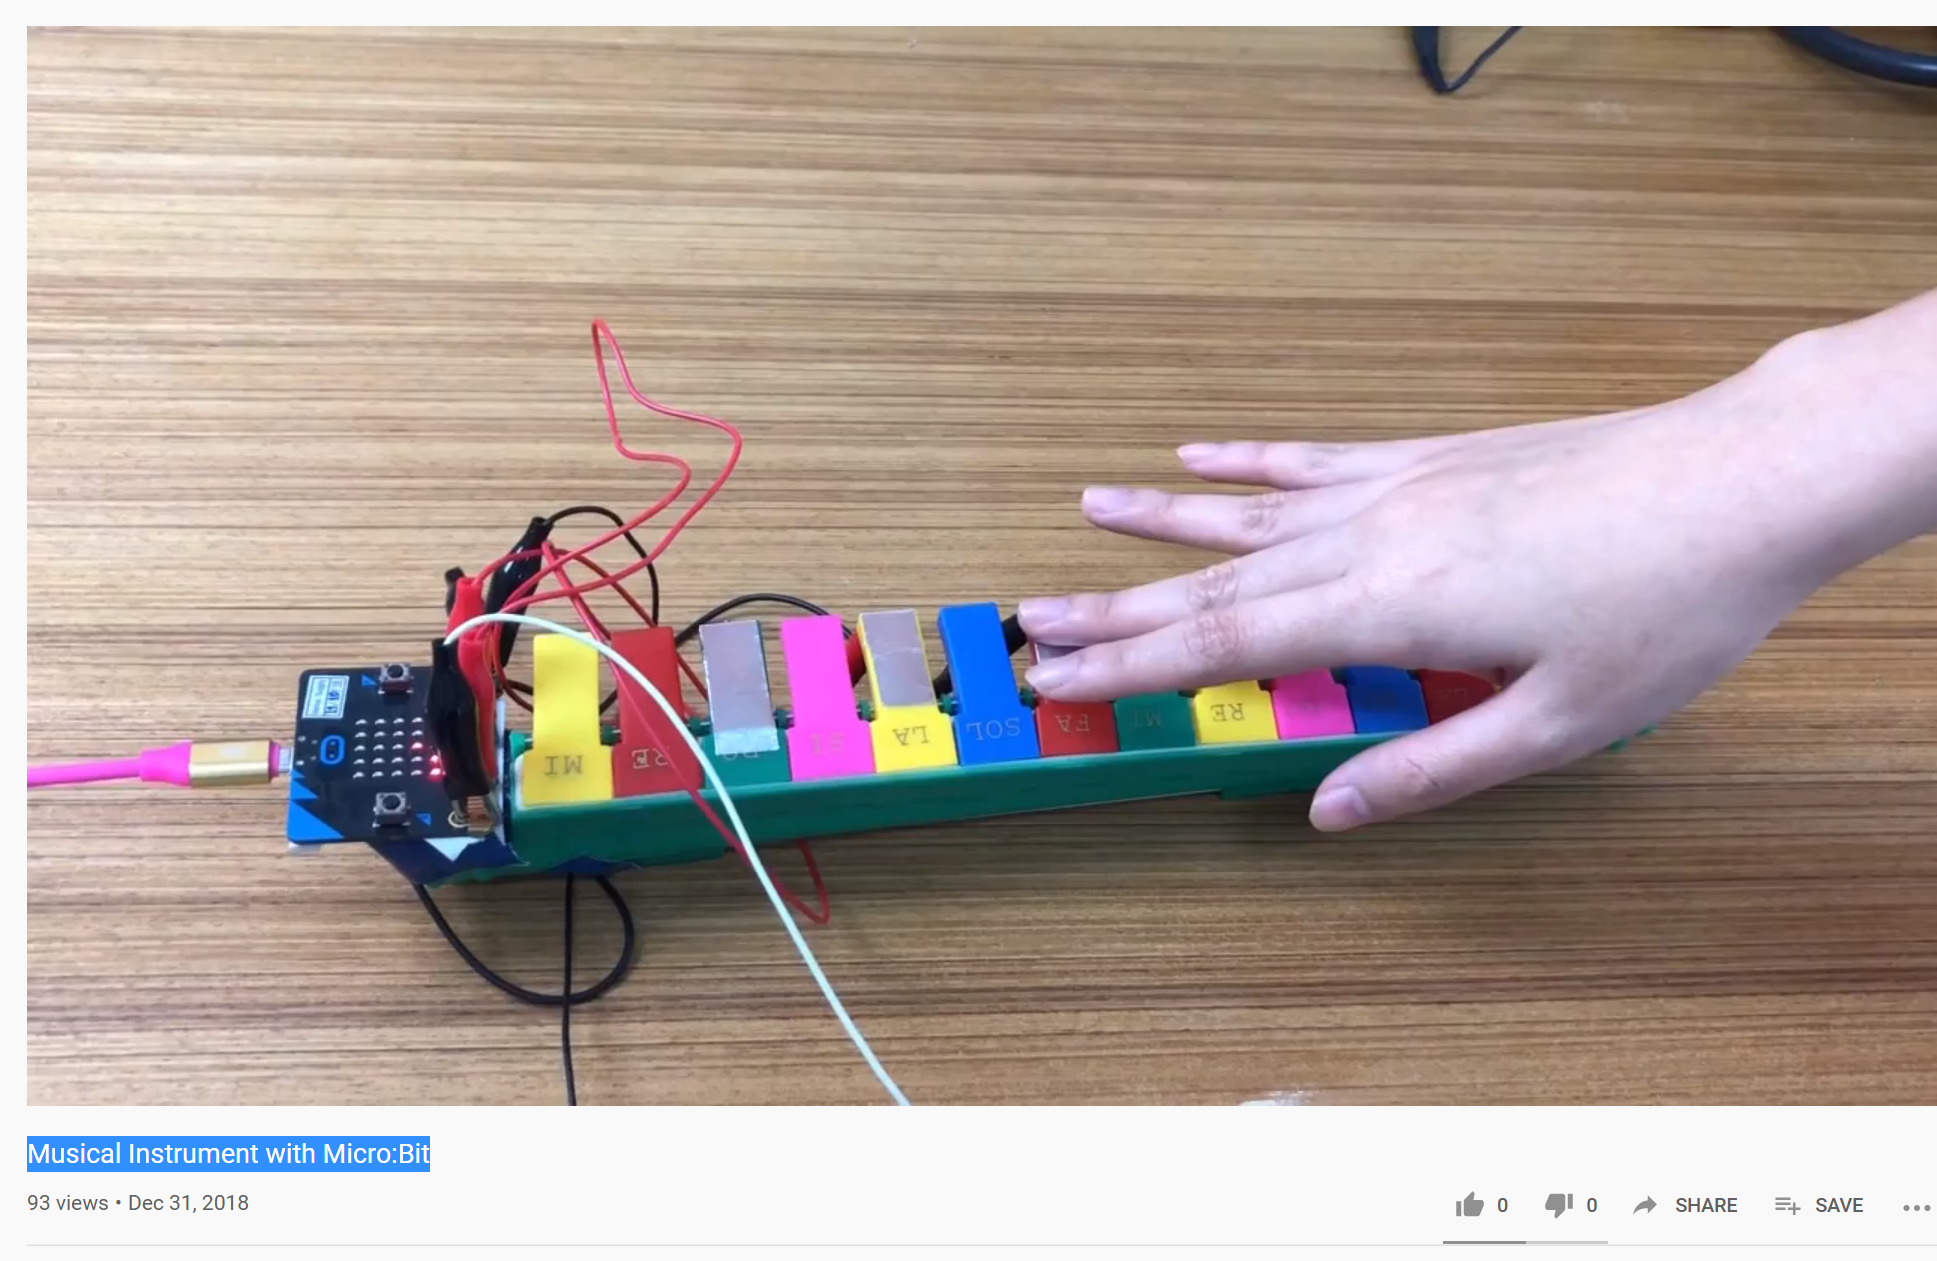 MI
RE
DO
SI
LA
SOL
FA
MI
RE
LA
Musical Instrument with Micro:Bit
93 views • Dec 31, 2018
0
0
SHARE
SAVE